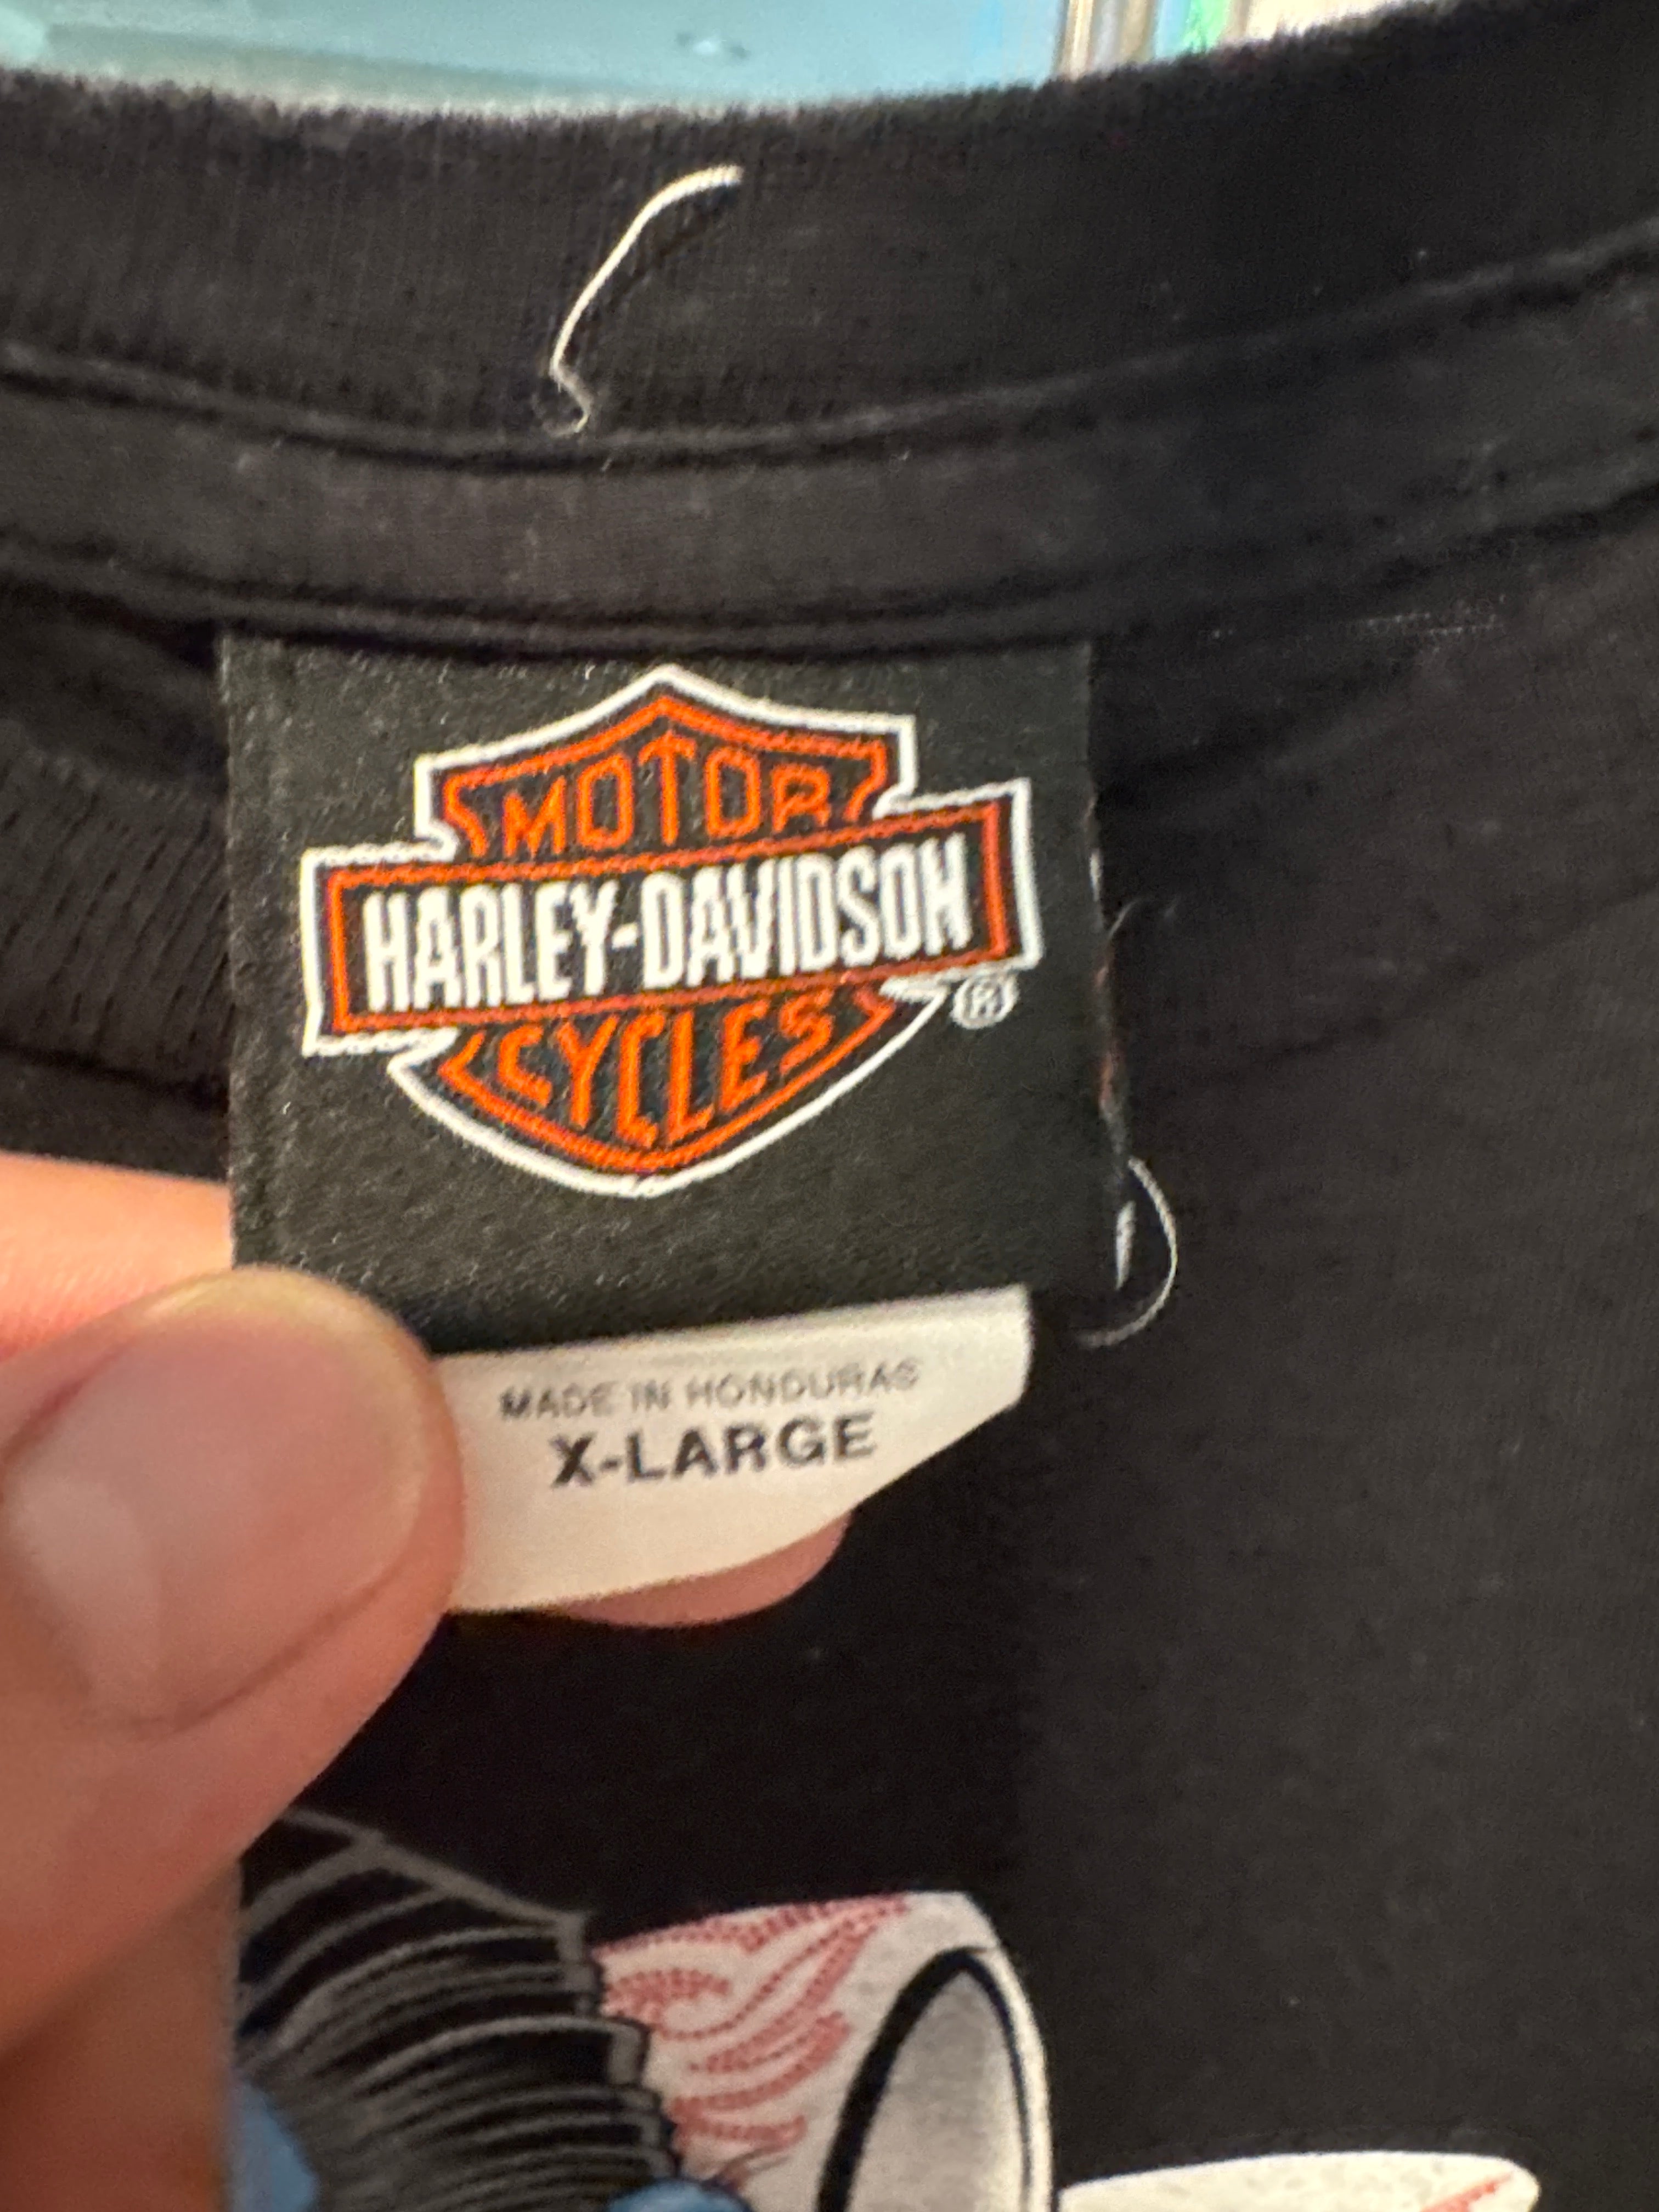 MOTOR
HARLEY-DAVIDSON
®
CYCLES
MADE IN HONDURAS
X-LARGE